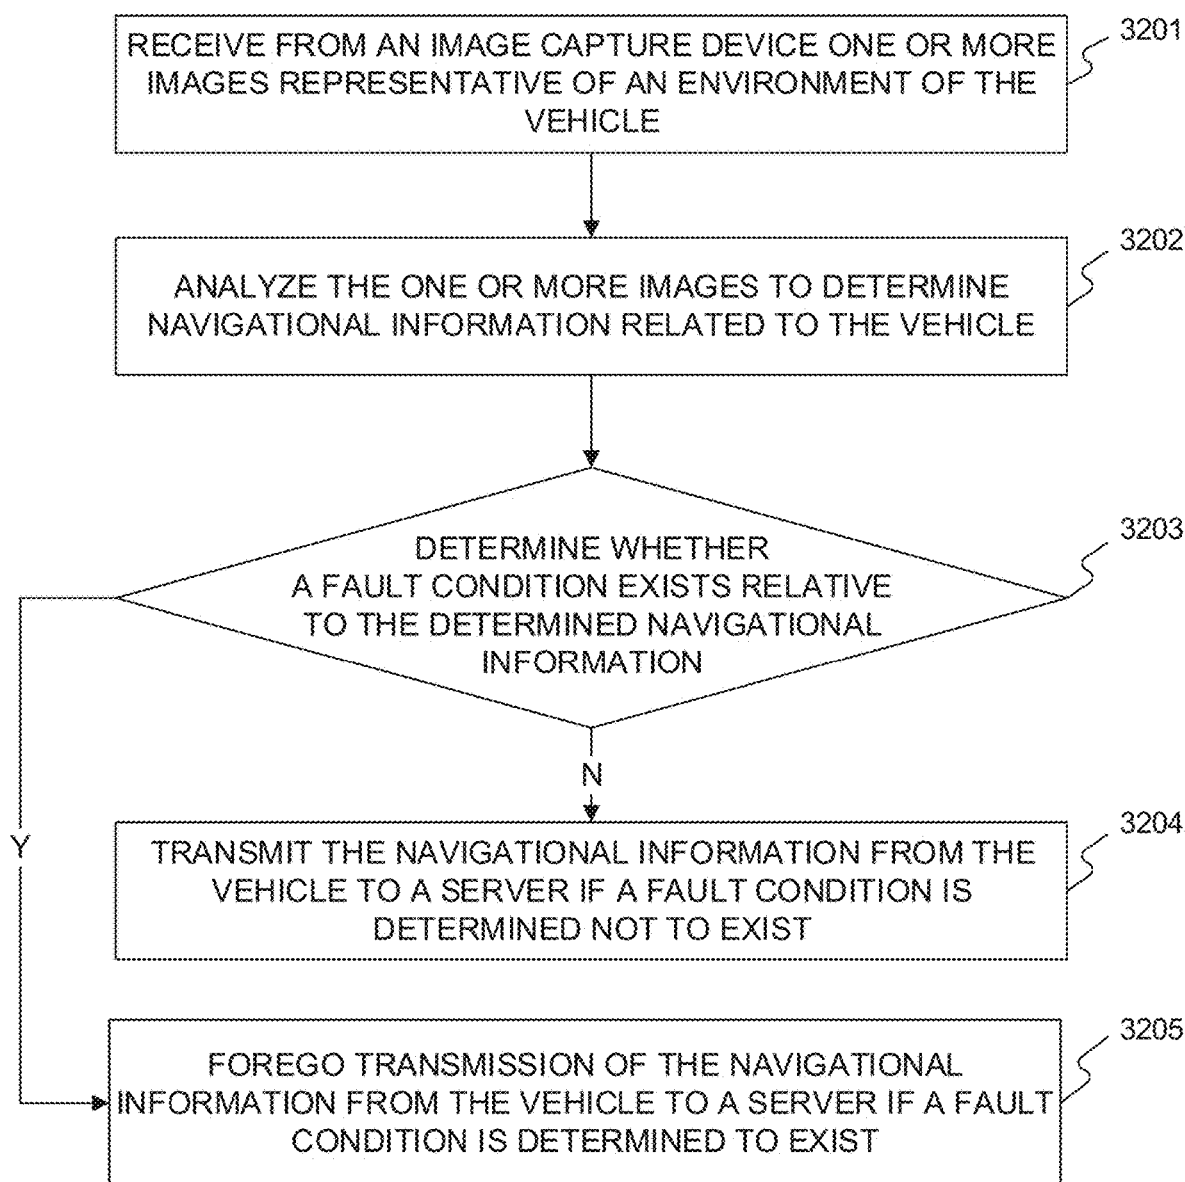 RECEIVE FROM AN IMAGE CAPTURE DEVICE ONE OR MORE
IMAGES REPRESENTATIVE OF AN ENVIRONMENT OF THE
VEHICLE
3201
ANALYZE THE ONE OR MORE IMAGES TO DETERMINE
NAVIGATIONAL INFORMATION RELATED TO THE VEHICLE
3202
DETERMINE WHETHER
A FAULT CONDITION EXISTS RELATIVE
TO THE DETERMINED NAVIGATIONAL
INFORMATION
3203
N
Y
TRANSMIT THE NAVIGATIONAL INFORMATION FROM THE
VEHICLE TO A SERVER IF A FAULT CONDITION IS
DETERMINED NOT TO EXIST
3204
FOREGO TRANSMISSION OF THE NAVIGATIONAL
INFORMATION FROM THE VEHICLE TO A SERVER IF A FAULT
CONDITION IS DETERMINED TO EXIST
3205